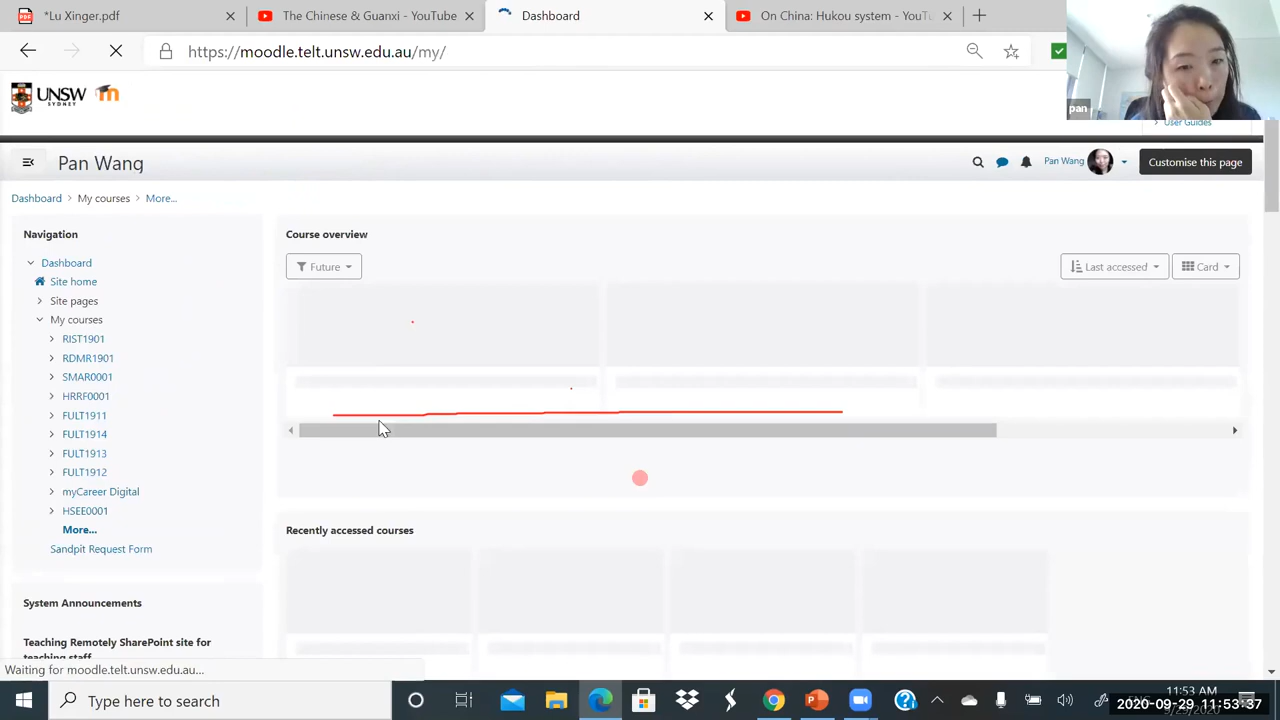 *Lu Xinger.pdf
The Chinese & Guanxi - YouTube
Dashboard
On China: Hukou system - YouTu
https://moodle.telt.unsw.edu.au/my/
UNSW
SYDNEY
pan
User Guides
Pan Wang
Pan Wang
Customise this page
Dashboard > My courses > More...
Navigation
Dashboard
Site home
Site pages
My courses
RIST1901
RDMR1901
SMAR0001
HRRF0001
FULT1911
FULT1914
FULT1913
FULT1912
myCareer Digital
HSEE0001
More...
Sandpit Request Form
System Announcements
Teaching Remotely SharePoint site for
teaching staff
Course overview
Future
Last accessed
Card
Recently accessed courses
Waiting for moodle.telt.unsw.edu.au...
Type here to search
ENG
11:53 AM
2020-09-29 11:53:37